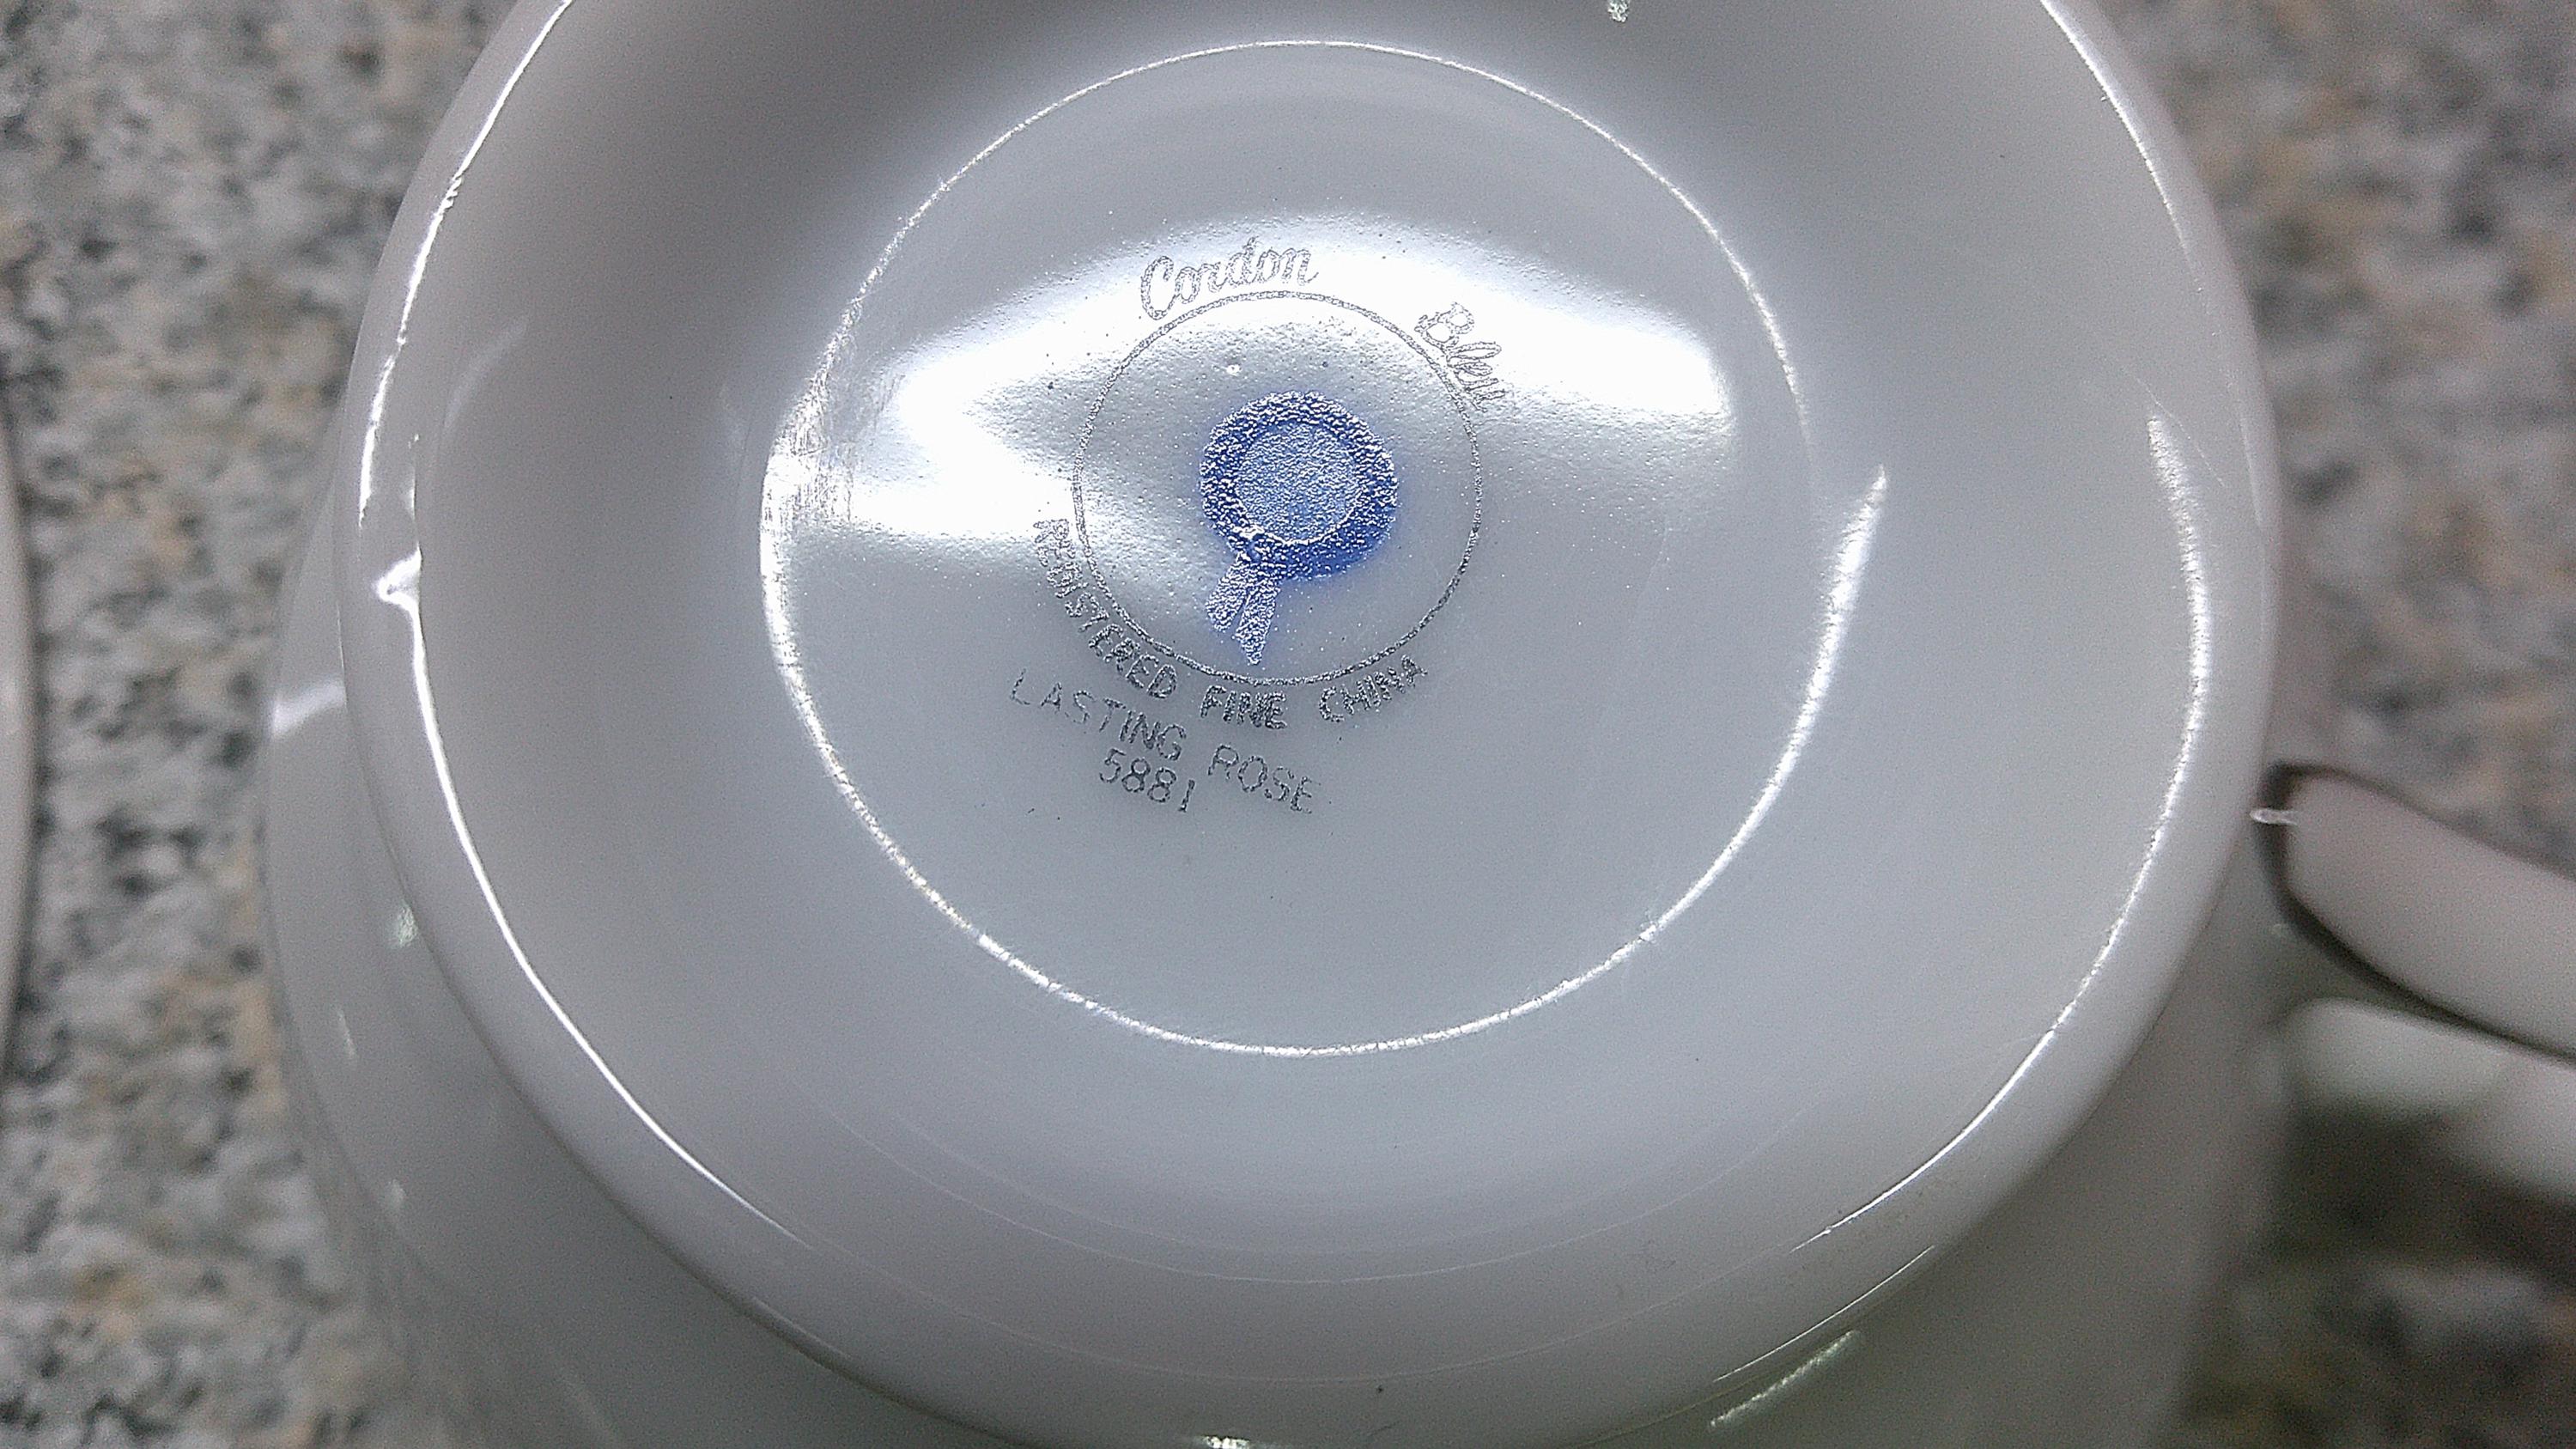 Cordon Bleu
REGISTERED FINE CHINA
LASTING ROSE
5881